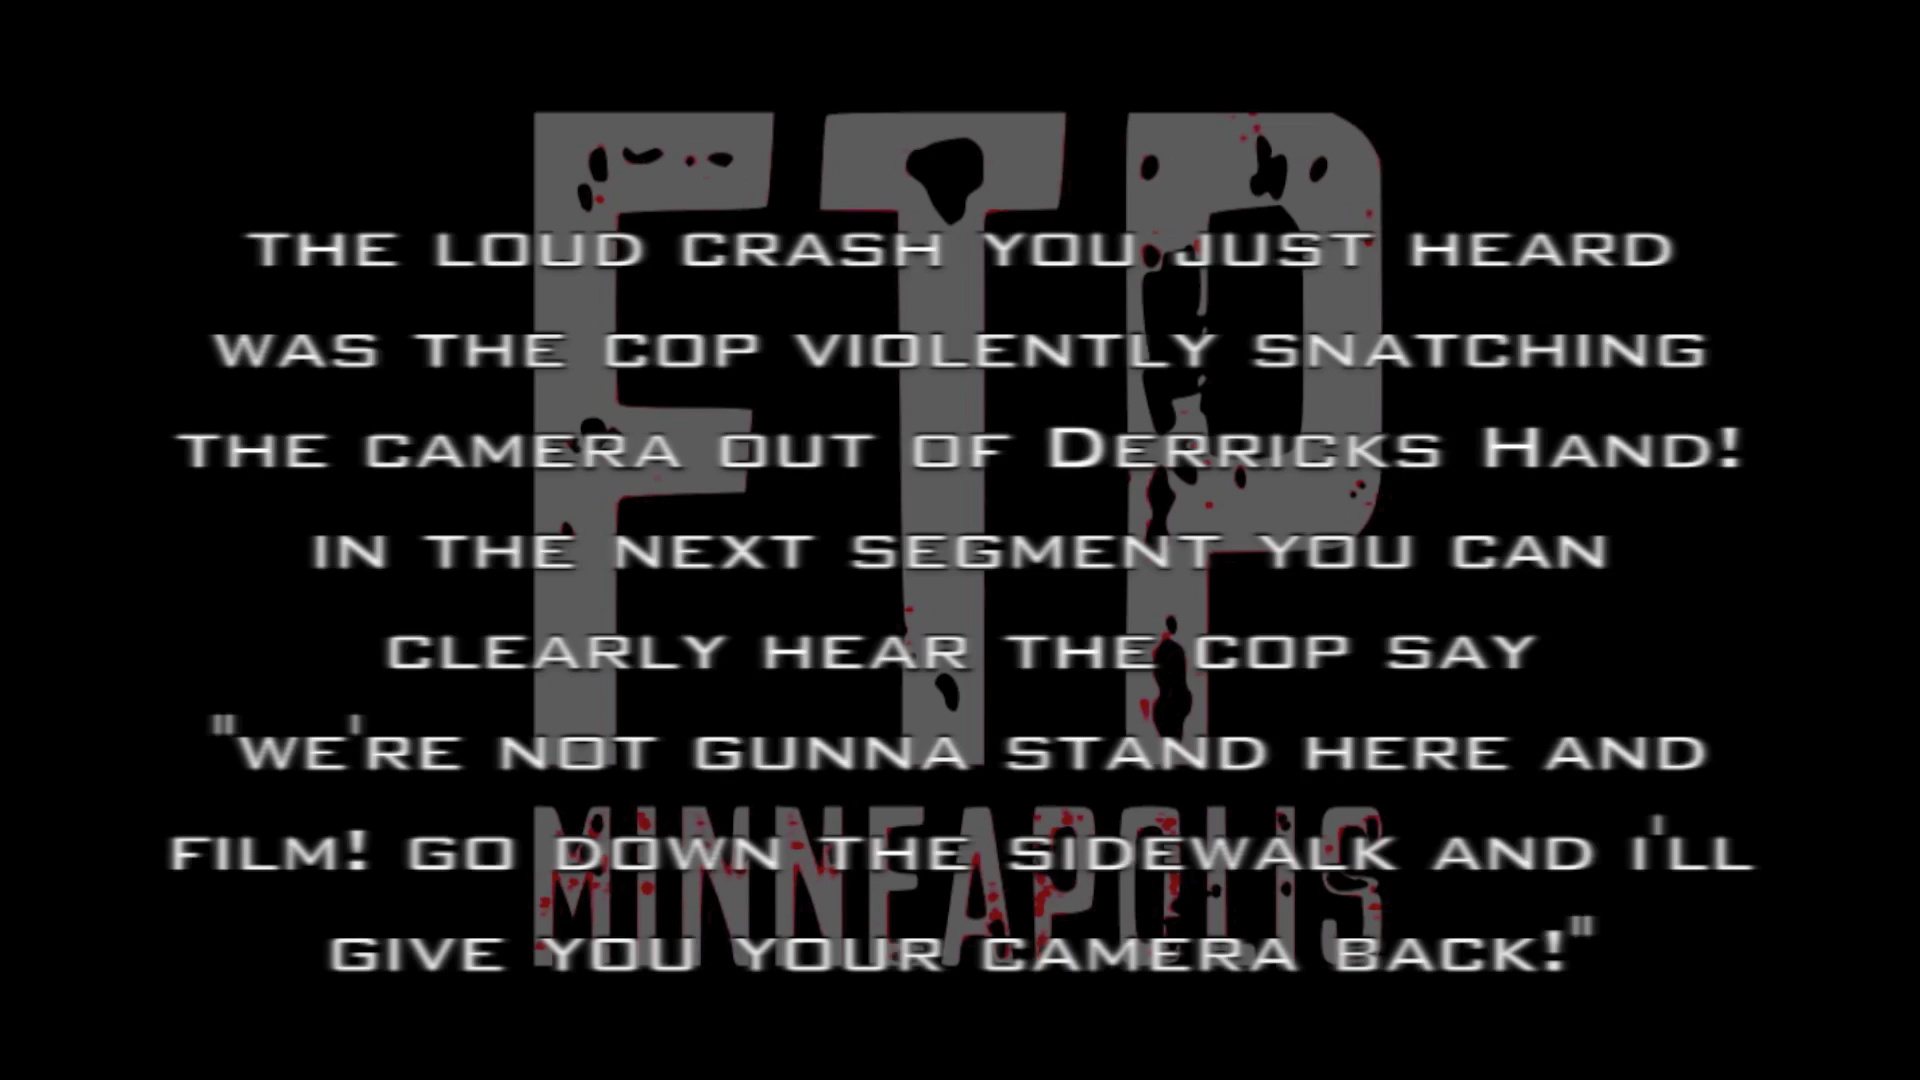 FTP
THE LOUD CRASH YOU JUST HEARD
WAS THE COP VIOLENTLY SNATCHING
THE CAMERA OUT OF DERRICKS HAND!
IN THE NEXT SEGMENT YOU CAN
CLEARLY HEAR THE COP SAY
"WE'RE NOT GUNNA STAND HERE AND
FILM! GO DOWN THE SIDEWALK AND I'LL
GIVE YOU YOUR CAMERA BACK!"
MINNEAPOLIS